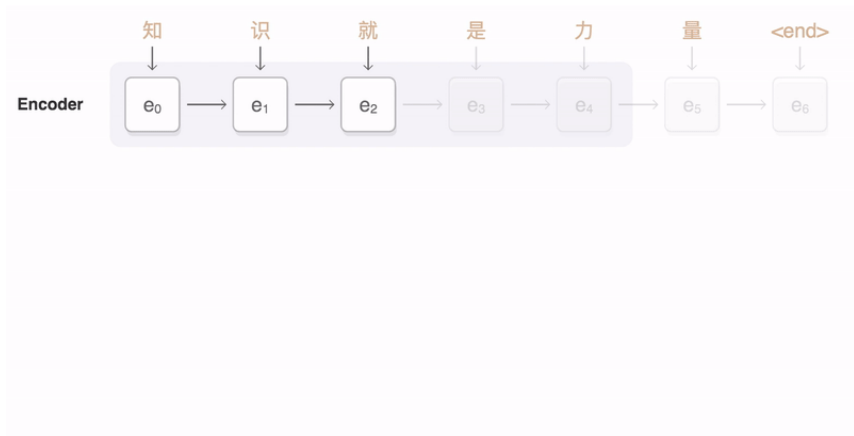 知 识 就 是 力 量 <end>
Encoder e₀ e₁ e₂ e₃ e₄ e₅ e₆